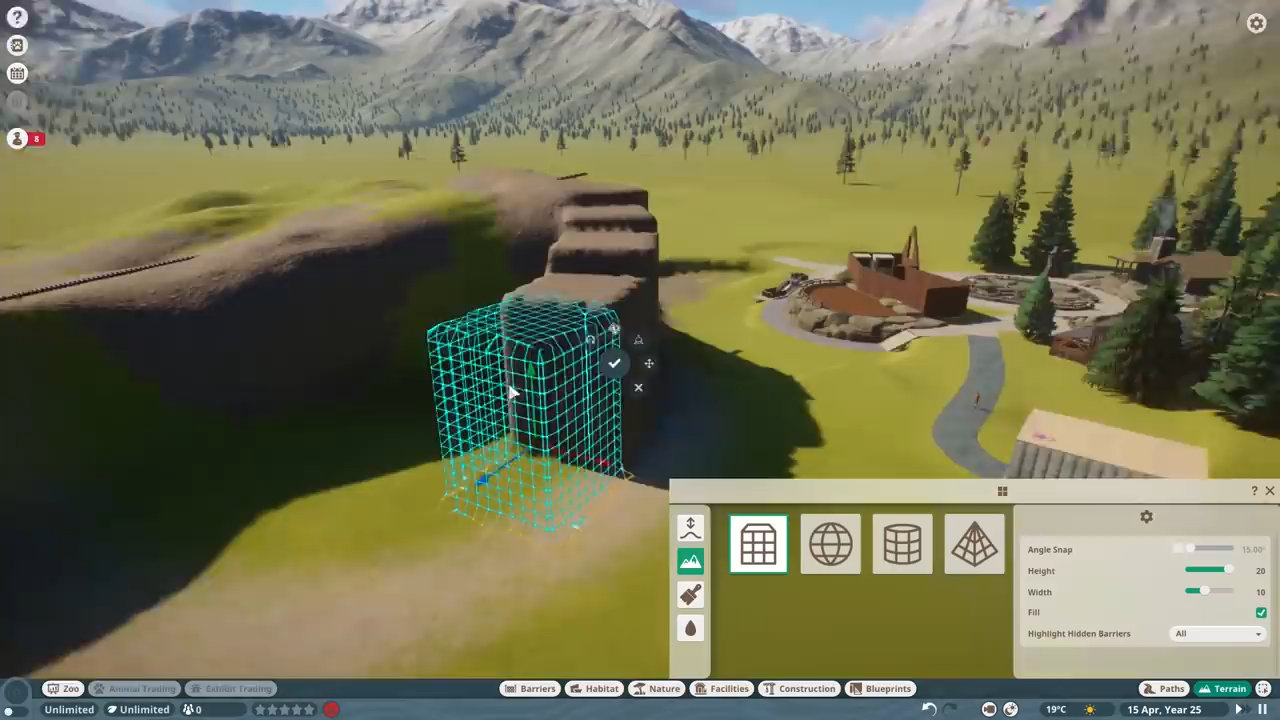 ?
8
? ×
Angle Snap 15.00°
Height 20
Width 10
Fill
Highlight Hidden Barriers All
Zoo Animal Trading Exhibit Trading Barriers Habitat Nature Facilities Construction Blueprints Paths Terrain
Unlimited Unlimited 0 19°C 15 Apr, Year 25